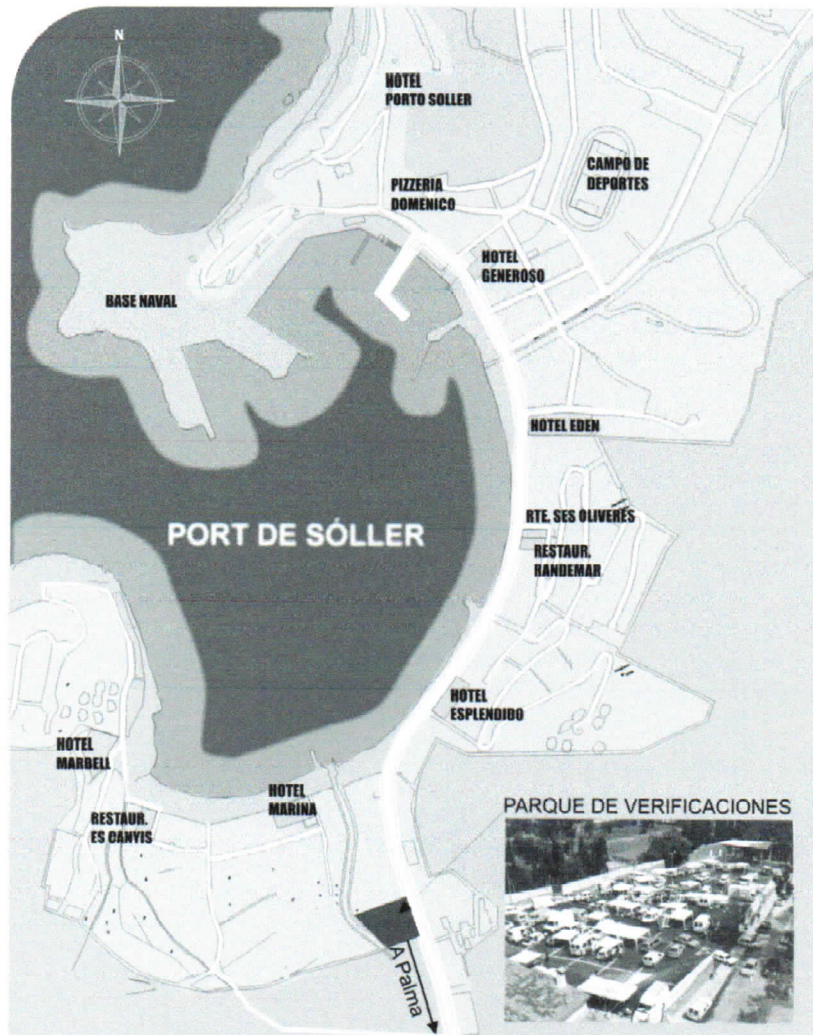 N
HOTEL
PORTO SOLLER
CAMPO DE
DEPORTES
PIZZERIA
DOMENICO
HOTEL
GENEROSO
BASE NAVAL
HOTEL EDEN
RTE. SES OLIVERES
PORT DE SÓLLER
RESTAUR.
RANDEMAR
HOTEL
ESPLENDIDO
HOTEL
MARBELL
HOTEL
MARINA
RESTAUR.
ES CANYIS
PARQUE DE VERIFICACIONES
A Palma